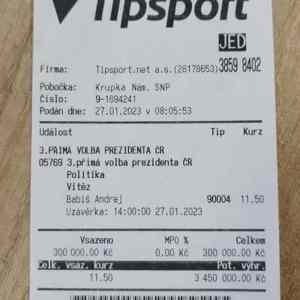 Tipsport
JED
Firma: Tipsport.net a.s.(28178653) 3859 8402
Pobočka: Krupka Nám. SNP
Číslo: 9-1694241
Podán dne: 27.01.2023 v 08:05:53
Událost Tip Kurz
3.PŘÍMÁ VOLBA PREZIDENTA ČR
05769 3.přímá volba prezidenta ČR
Politika
Vítěz
Babiš Andrej 90004 11.50
Uzávěrka: 14:00:00 27.01.2023
Vsazeno MPO % Celkem
300 000.00 Kč 0.00 Kč 300 000.00 Kč
Celk. vsaz. kurz Pot. výhra
11.50 3 450 000.00 Kč